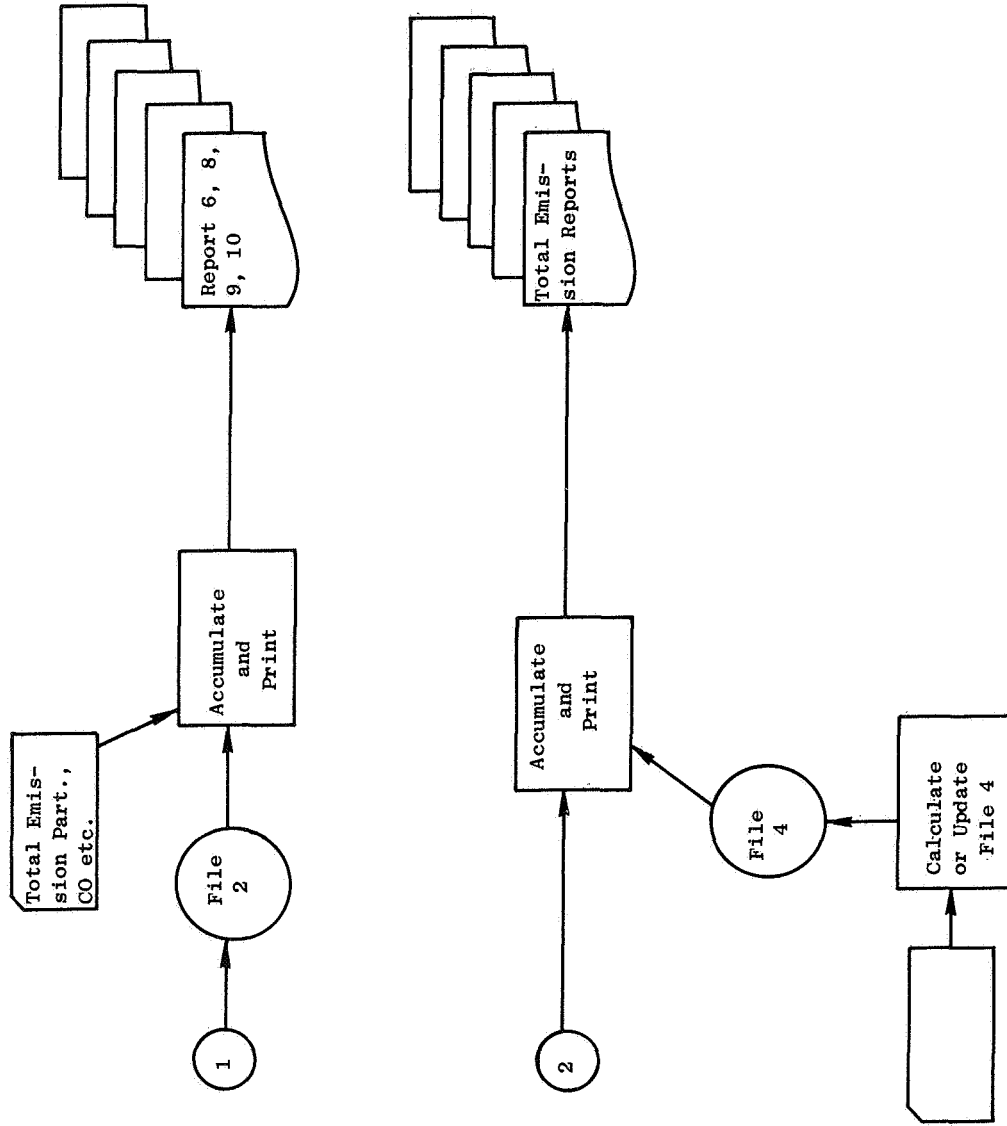 Total Emis-
sion Part.,
CO etc.
1
File
2
Accumulate
and
Print
Report 6, 8,
9, 10
2
Accumulate
and
Print
Total Emis-
sion Reports
File
4
Calculate
or Update
File 4